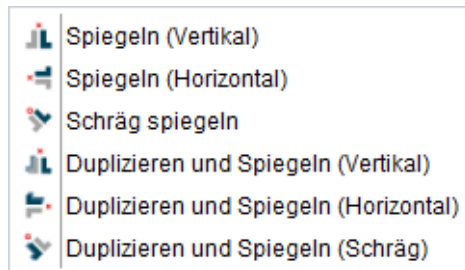 Spiegeln (Vertikal)
Spiegeln (Horizontal)
Schräg spiegeln
Duplizieren und Spiegeln (Vertikal)
Duplizieren und Spiegeln (Horizontal)
Duplizieren und Spiegeln (Schräg)